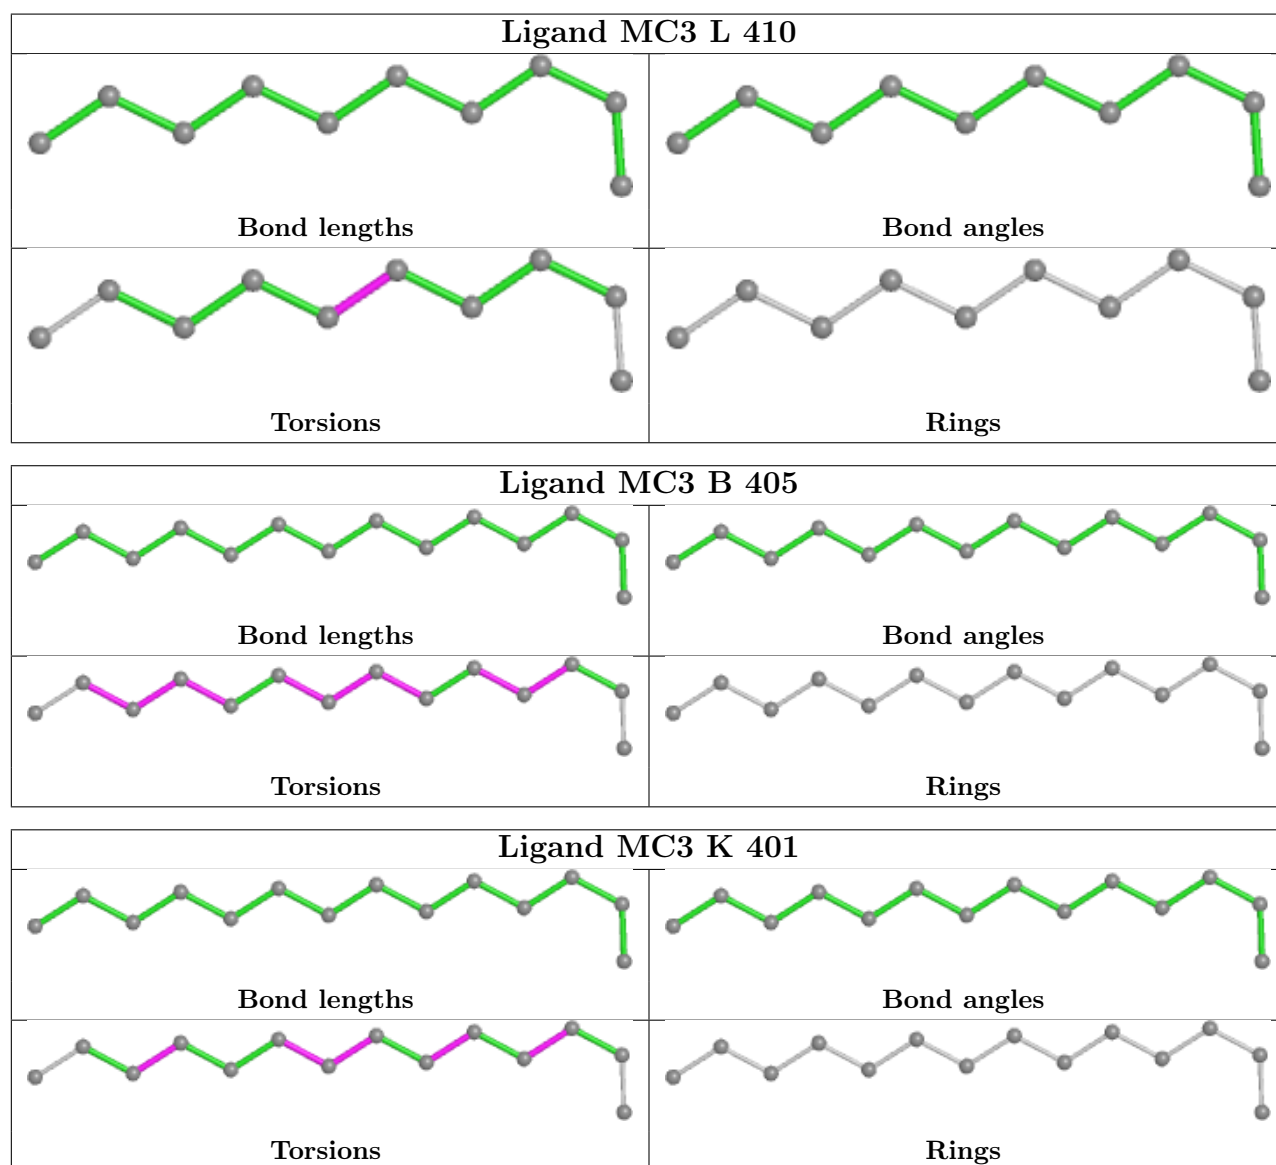 Ligand MC3 L 410
Bond lengths Bond angles
Torsions Rings
Ligand MC3 B 405
Bond lengths Bond angles
Torsions Rings
Ligand MC3 K 401
Bond lengths Bond angles
Torsions Rings